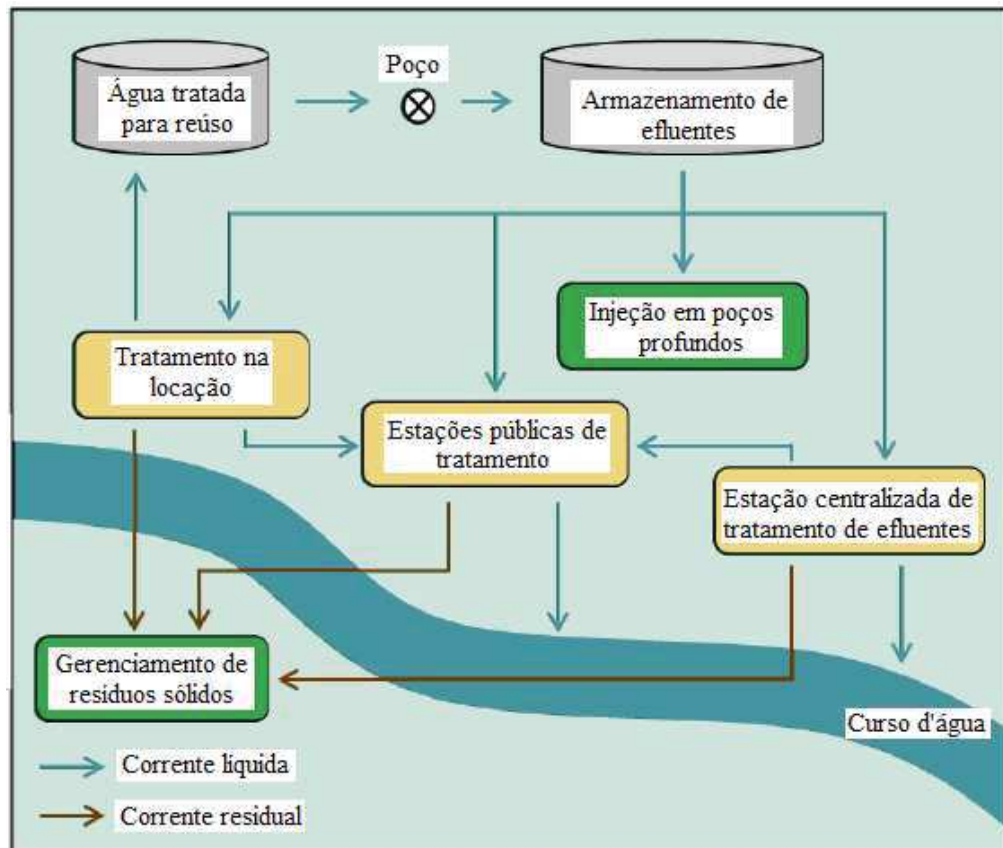 Água tratada
para reúso
Poço
Armazenamento de
efluentes
Injeção em poços
profundos
Tratamento na
locação
Estações públicas de
tratamento
Estação centralizada de
tratamento de efluentes
Gerenciamento de
resíduos sólidos
Curso d'água
Corrente líquida
Corrente residual